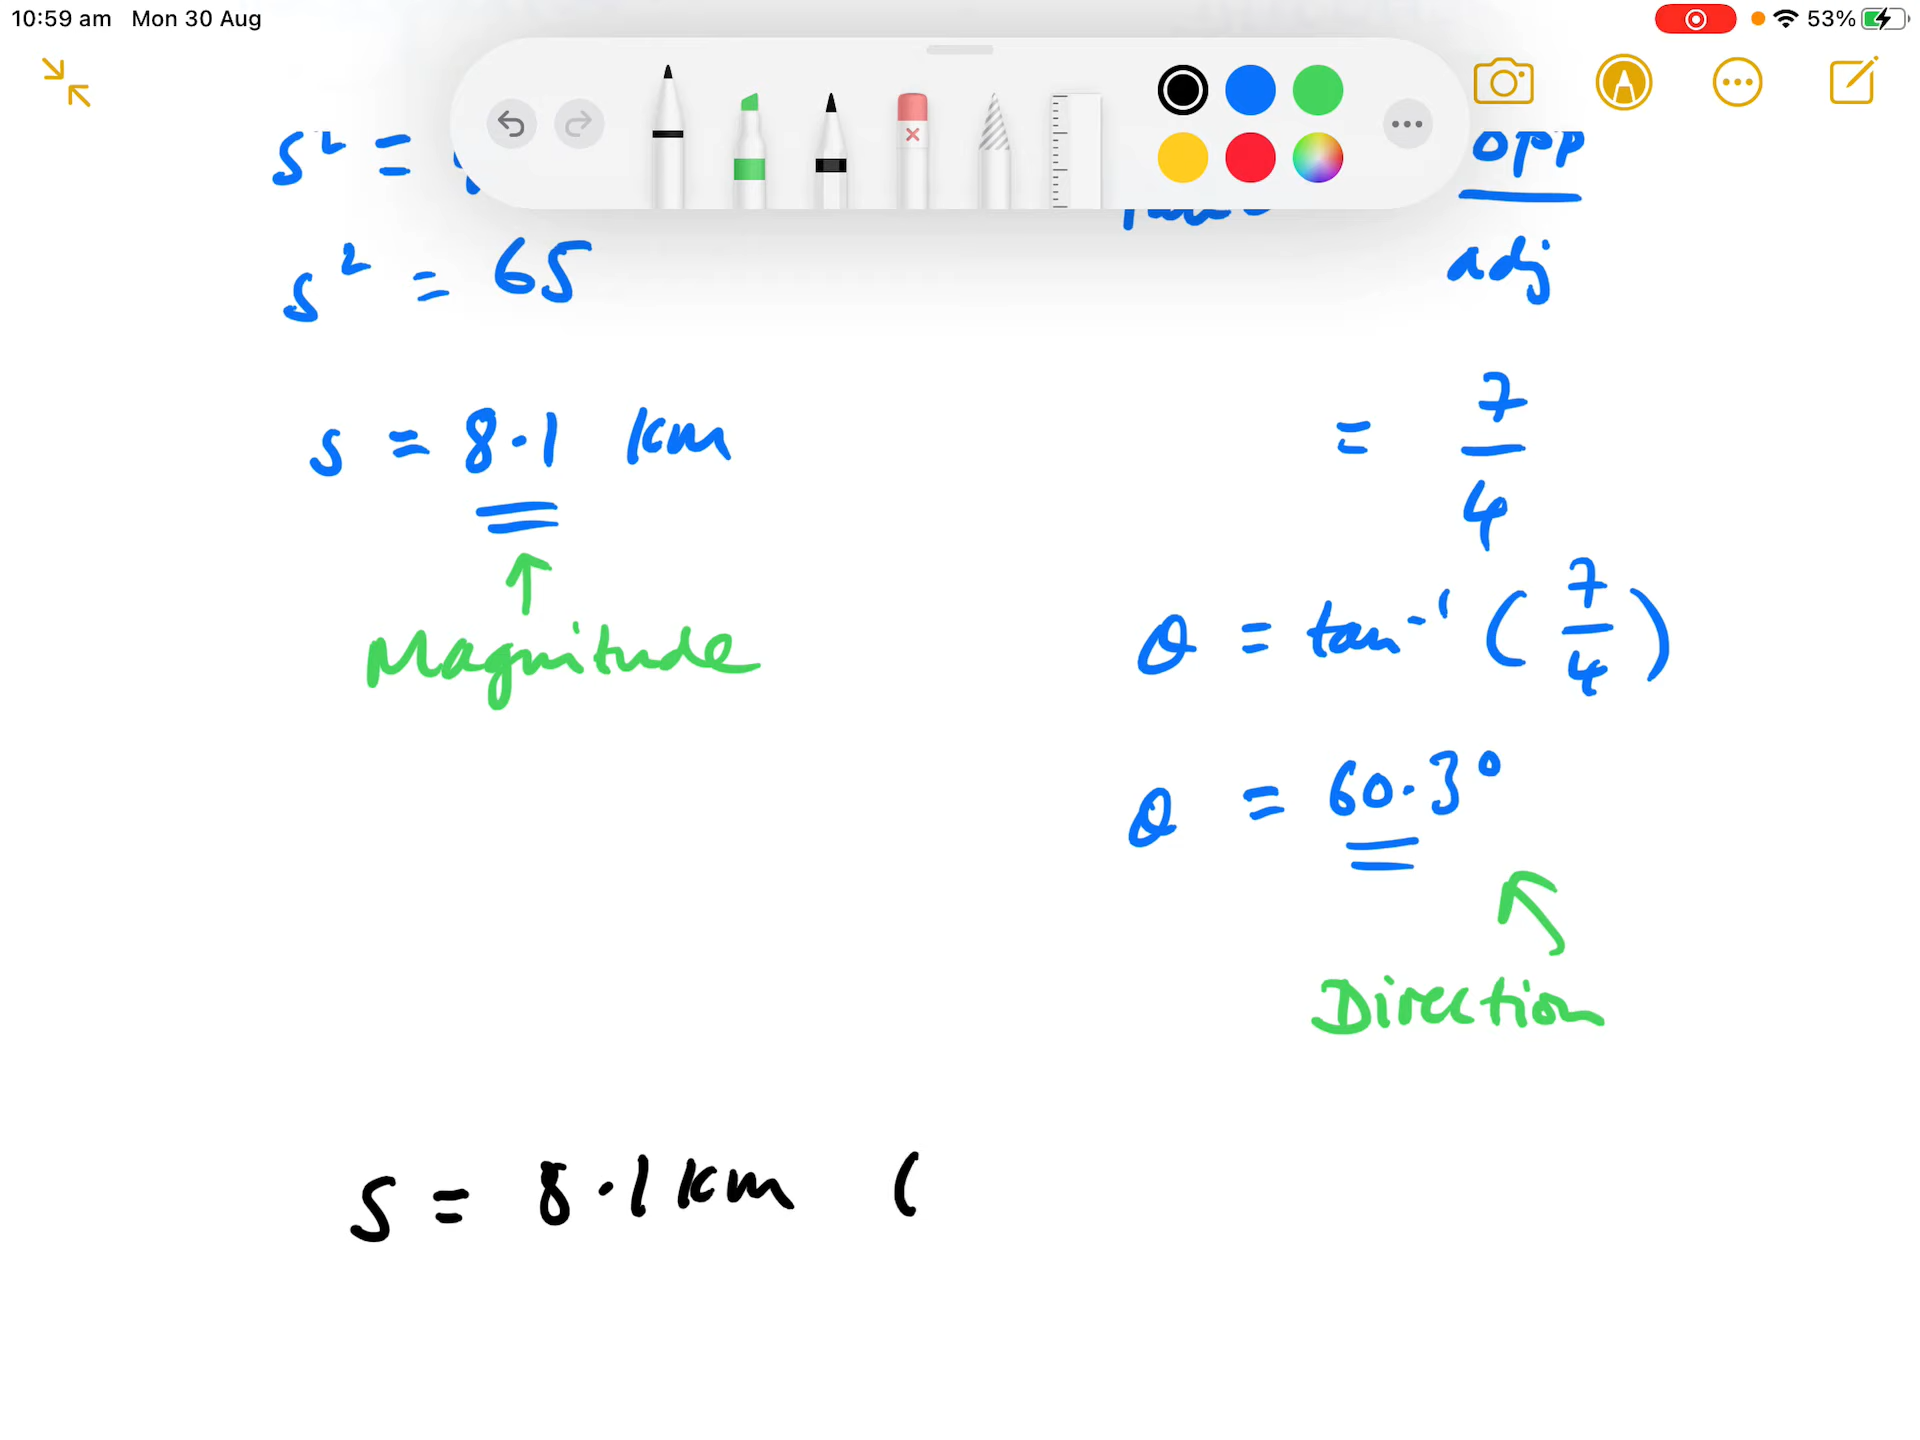 10:59 am Mon 30 Aug
53%
s² =
opp
s² = 65
adj
s = 8.1 km
= 7
4
Magnitude
θ = tan⁻¹ ( 7 )
4
θ = 60.3°
Direction
s = 8.1 km (